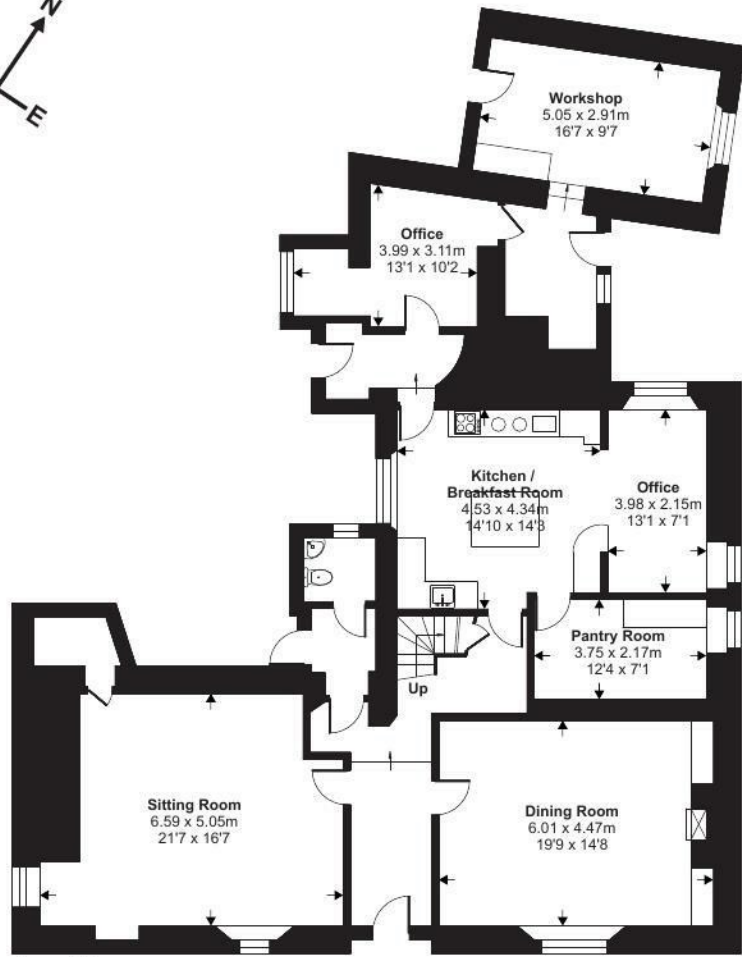 N
E
Workshop
5.05 x 2.91m
16'7 x 9'7
Office
3.99 x 3.11m
13'1 x 10'2
Kitchen /
Breakfast Room
4.53 x 4.34m
14'10 x 14'3
Office
3.98 x 2.15m
13'1 x 7'1
Pantry Room
3.75 x 2.17m
12'4 x 7'1
Up
Sitting Room
6.59 x 5.05m
21'7 x 16'7
Dining Room
6.01 x 4.47m
19'9 x 14'8